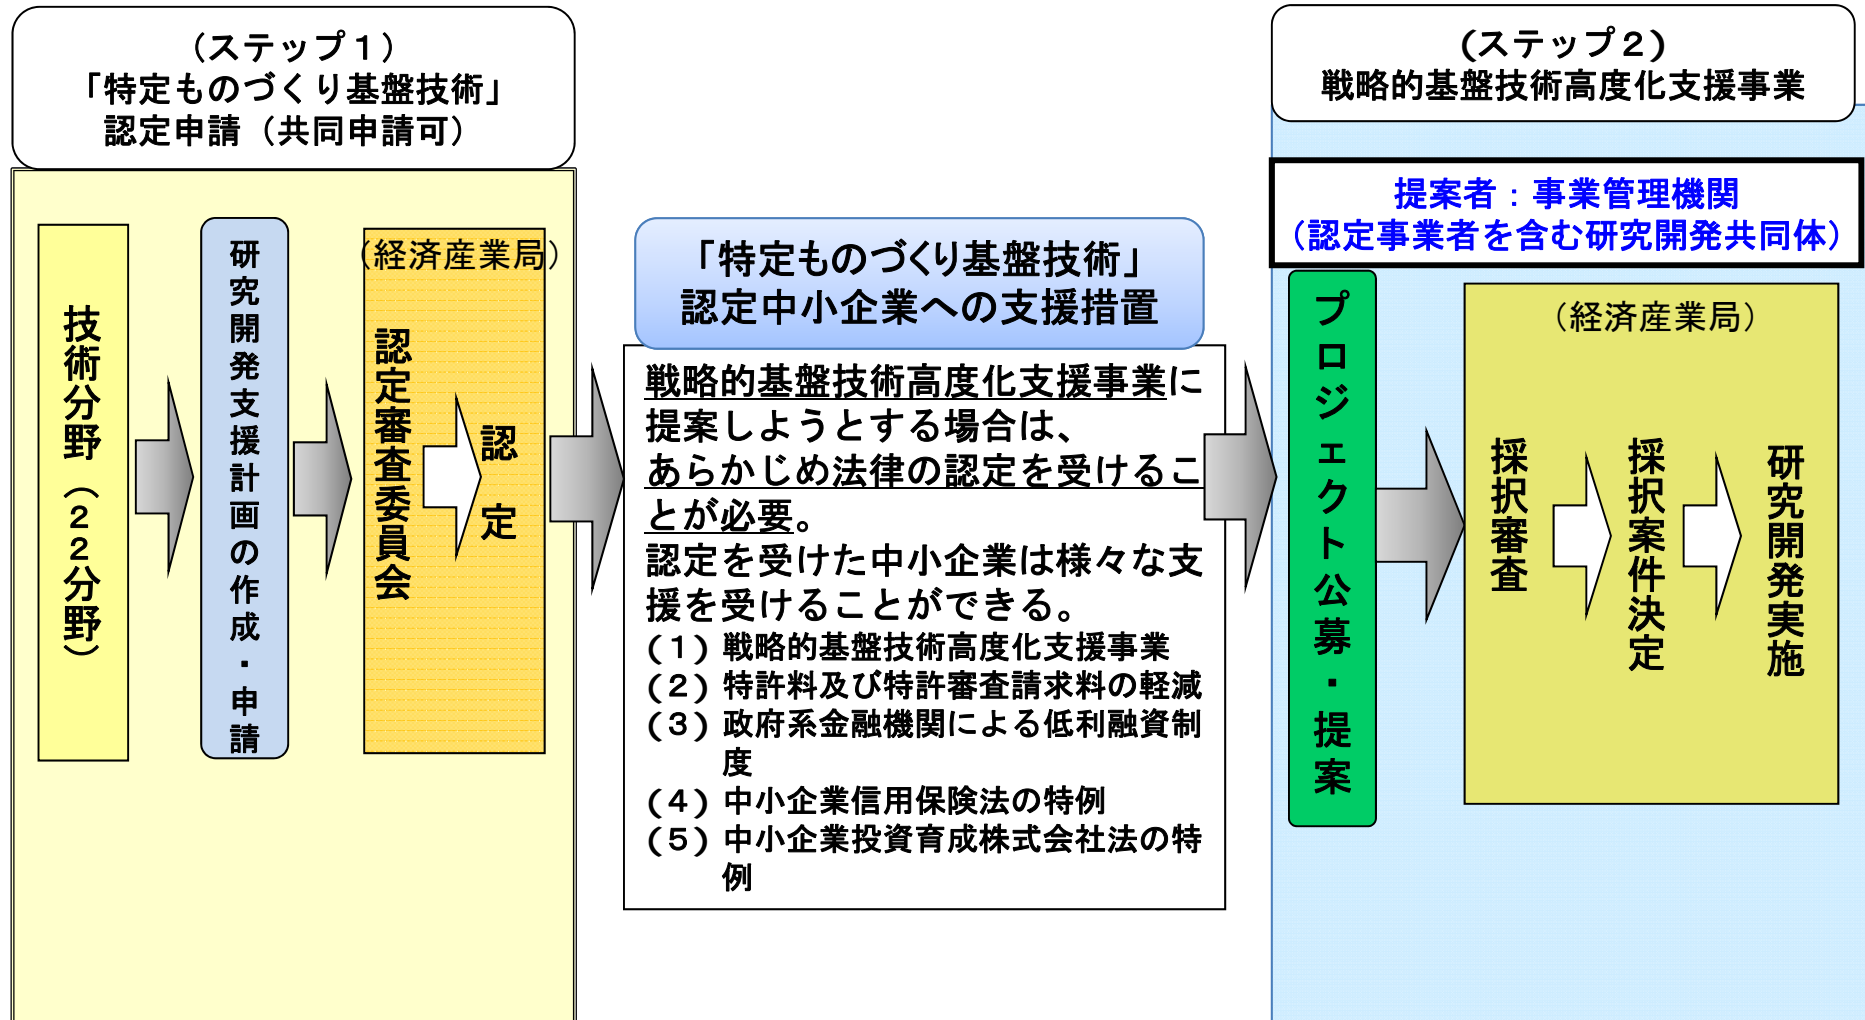 （ステップ１）
「特定ものづくり基盤技術」
認定申請（共同申請可）
技術分野（２２分野）
研究開発支援計画の作成・申請
（経済産業局）
認定審査委員会
認定
「特定ものづくり基盤技術」
認定中小企業への支援措置
戦略的基盤技術高度化支援事業に
提案しようとする場合は、
あらかじめ法律の認定を受けるこ
とが必要。
認定を受けた中小企業は様々な支
援を受けることができる。
（１）戦略的基盤技術高度化支援事業
（２）特許料及び特許審査請求料の軽減
（３）政府系金融機関による低利融資制
度
（４）中小企業信用保険法の特例
（５）中小企業投資育成株式会社法の特
例
（ステップ２）
戦略的基盤技術高度化支援事業
提案者：事業管理機関
（認定事業者を含む研究開発共同体）
プロジェクト公募・提案
（経済産業局）
採択審査
採択案件決定
研究開発実施